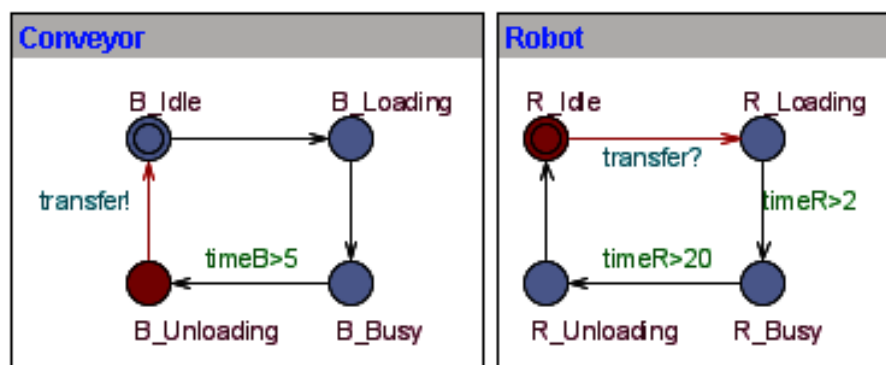 Conveyor
B_Idle
B_Loading
transfer!
timeB>5
B_Unloading
B_Busy
Robot
R_Idle
R_Loading
transfer?
timeR>2
timeR>20
R_Unloading
R_Busy